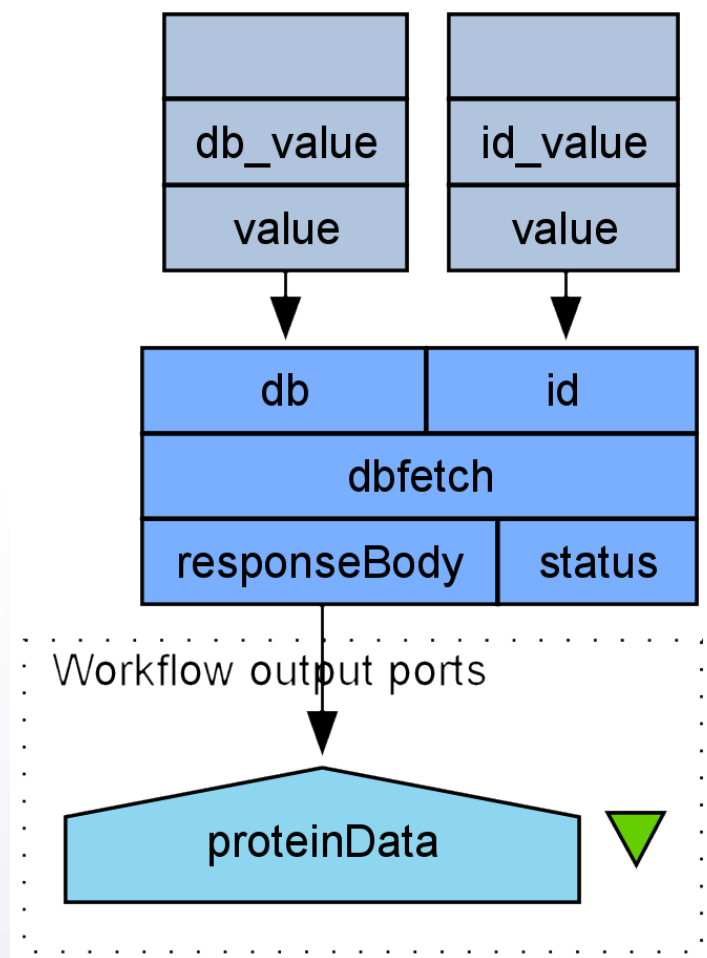 db_value
id_value
value
value
db
id
dbfetch
responseBody
status
Workflow output ports
proteinData